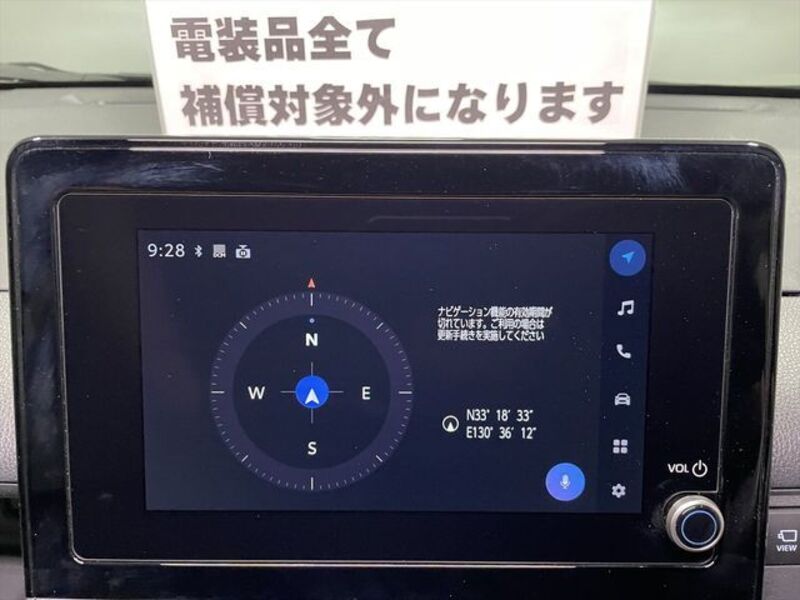 電装品全て
補償対象外になります
9:28
DCM
N
W
E
S
ナビゲーション機能の有効期間が
切れています。ご利用の場合は
更新手続きを実施してください
N33° 18′ 33″
E130° 36′ 12″
VOL
VIEW